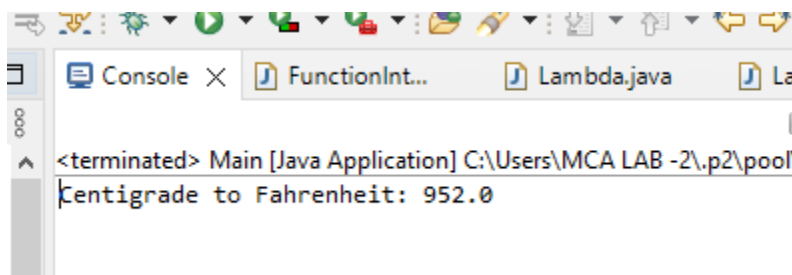 Console
FunctionInt...
Lambda.java
La
<terminated> Main [Java Application] C:\Users\MCA LAB -2\.p2\pool\
Centigrade to Fahrenheit: 952.0